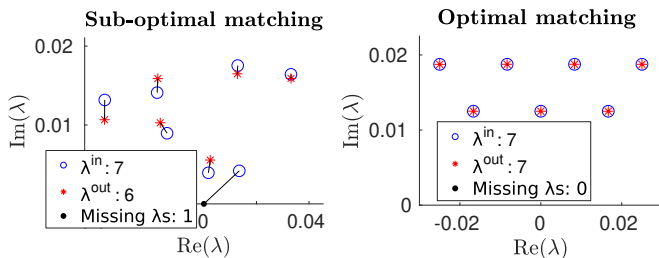 Sub-optimal matching
0.02
0.01
Im(λ)
λ^in: 7
λ^out: 6
Missing λs: 1
0
0.04
Re(λ)
Optimal matching
0.02
0.01
0
Im(λ)
λ^in: 7
λ^out: 7
Missing λs: 0
-0.02
0
0.02
Re(λ)